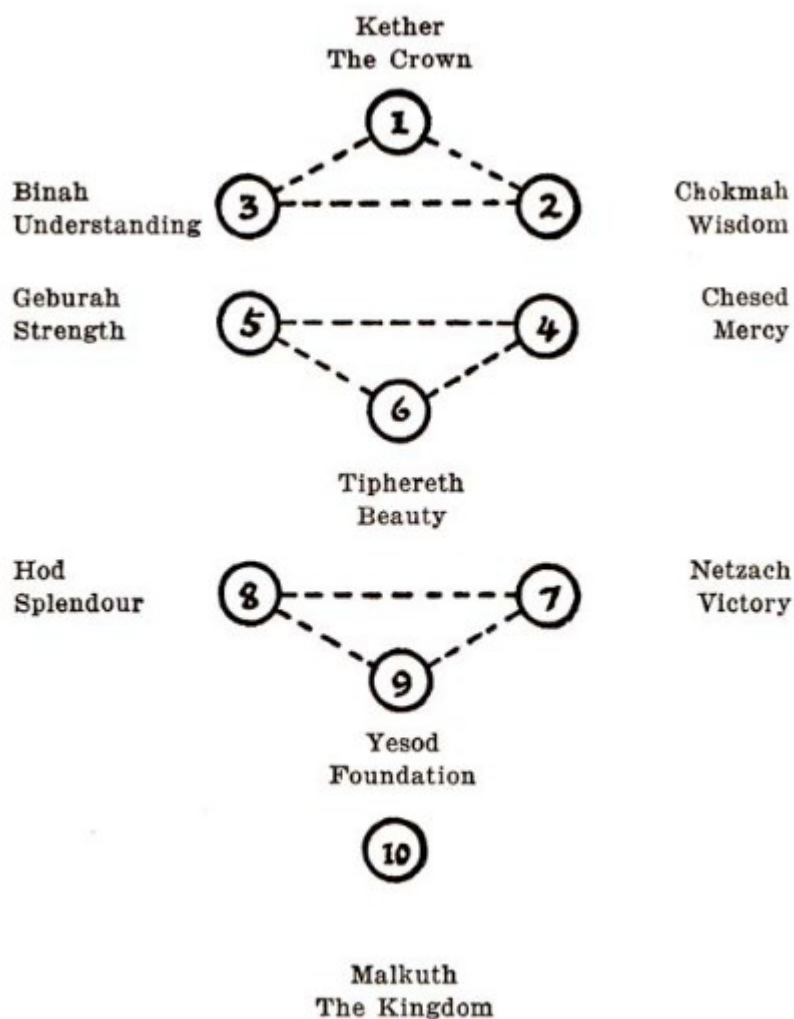 Kether
The Crown
1
Binah
Understanding
3
2
Chokmah
Wisdom
Geburah
Strength
5
4
Chesed
Mercy
6
Tiphereth
Beauty
Hod
Splendour
8
7
Netzach
Victory
9
Yesod
Foundation
10
Malkuth
The Kingdom